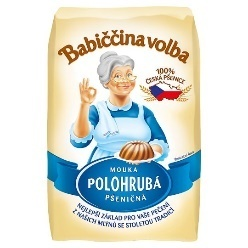 Babiččina volba
100%
ČESKÁ PŠENICE
MOUKA
POLOHRUBÁ
PŠENIČNÁ
NEJLEPŠÍ ZÁKLAD PRO VAŠE PEČENÍ
Z NAŠICH MLÝNŮ SE STOLETOU TRADICÍ